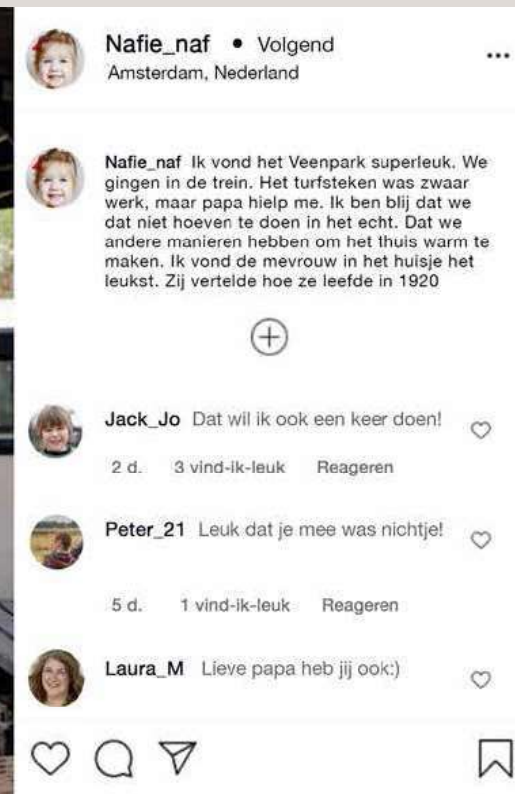 Nafie_naf • Volgend
Amsterdam, Nederland
Nafie_naf Ik vond het Veenpark superleuk. We
gingen in de trein. Het turfsteken was zwaar
werk, maar papa hielp me. Ik ben blij dat we
dat niet hoeven te doen in het echt. Dat we
andere manieren hebben om het thuis warm te
maken. Ik vond de mevrouw in het huisje het
leukst. Zij vertelde hoe ze leefde in 1920
Jack_Jo Dat wil ik ook een keer doen!
2 d. 3 vind-ik-leuk Reageren
Peter_21 Leuk dat je mee was nichtje!
5 d. 1 vind-ik-leuk Reageren
Laura_M Lieve papa heb jij ook:)